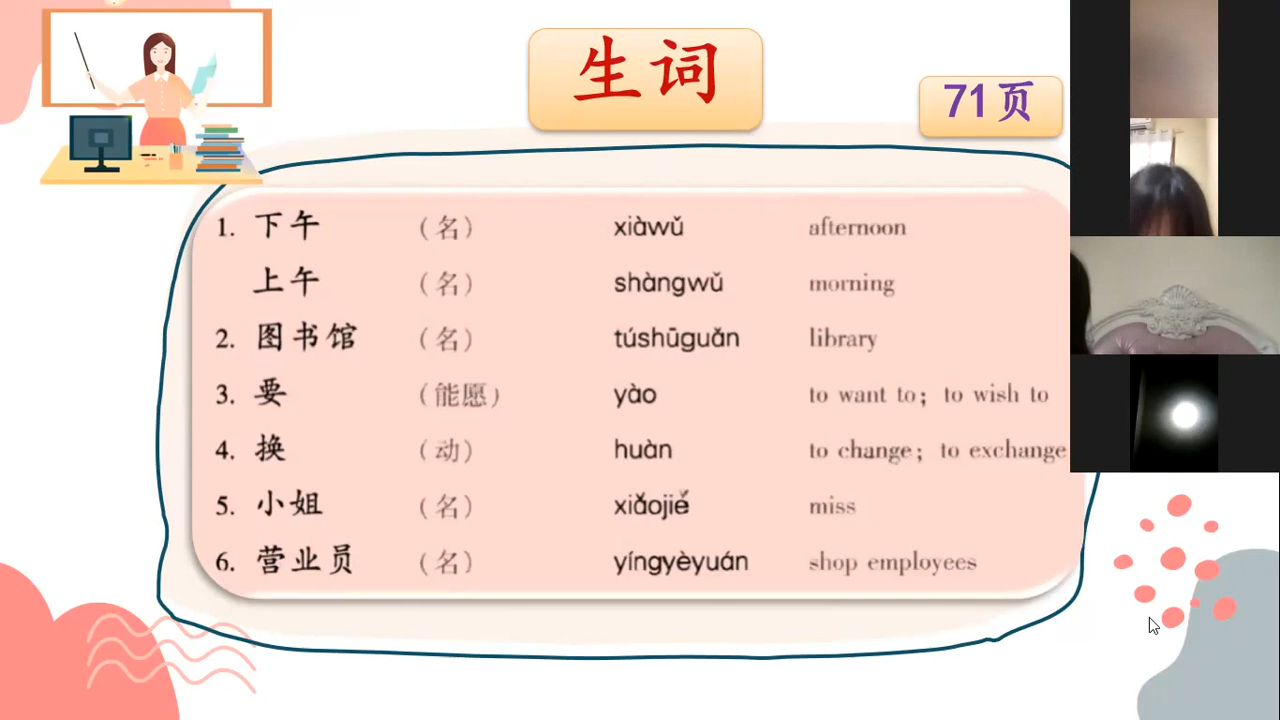 生词
71页
1. 下午 （名） xiàwǔ afternoon
上午 （名） shàngwǔ morning
2. 图书馆 （名） túshūguǎn library
3. 要 （能愿） yào to want to；to wish to
4. 换 （动） huàn to change；to exchange
5. 小姐 （名） xiǎojiě miss
6. 营业员 （名） yíngyèyuán shop employees